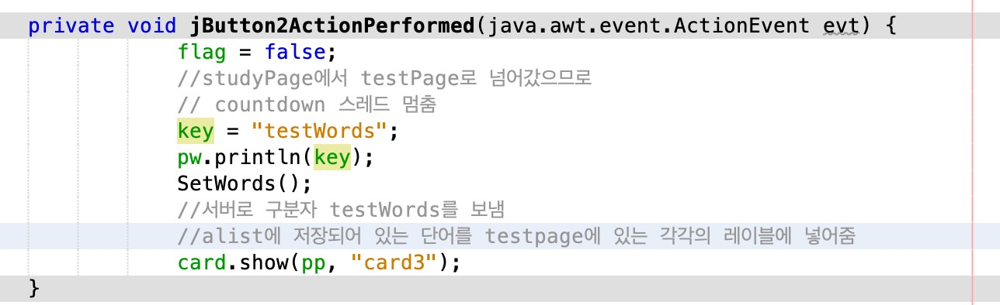 private void jButton2ActionPerformed(java.awt.event.ActionEvent evt) {
flag = false;
//studyPage에서 testPage로 넘어갔으므로
// countdown 스레드 멈춤
key = "testWords";
pw.println(key);
SetWords();
//서버로 구분자 testWords를 보냄
//alist에 저장되어 있는 단어를 testpage에 있는 각각의 레이블에 넣어줌
card.show(pp, "card3");
}